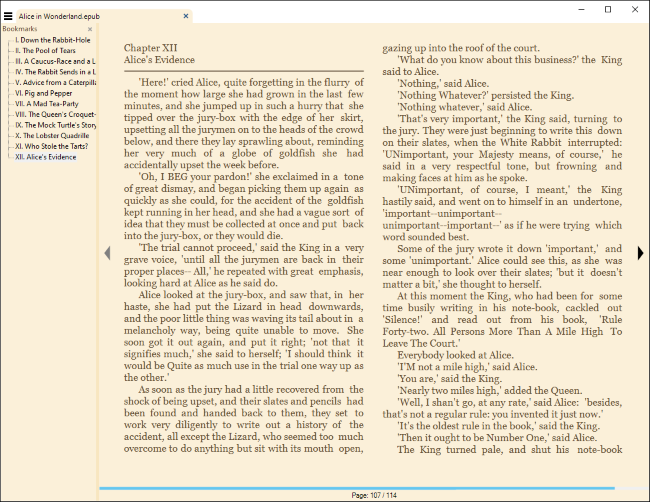 Alice in Wonderland.epub
Bookmarks
I. Down the Rabbit-Hole
II. The Pool of Tears
III. A Caucus-Race and a L
IV. The Rabbit Sends in a L
V. Advice from a Caterpilla
VI. Pig and Pepper
VII. A Mad Tea-Party
VIII. The Queen's Croquet-
IX. The Mock Turtle's Story
X. The Lobster Quadrille
XI. Who Stole the Tarts?
XII. Alice's Evidence
Chapter XII
Alice's Evidence
'Here!' cried Alice, quite forgetting in the flurry of
the moment how large she had grown in the last few
minutes, and she jumped up in such a hurry that she
tipped over the jury-box with the edge of her skirt,
upsetting all the jurymen on to the heads of the crowd
below, and there they lay sprawling about, reminding
her very much of a globe of goldfish she had
accidentally upset the week before.
'Oh, I BEG your pardon!' she exclaimed in a tone
of great dismay, and began picking them up again as
quickly as she could, for the accident of the goldfish
kept running in her head, and she had a vague sort of
idea that they must be collected at once and put back
into the jury-box, or they would die.
'The trial cannot proceed,' said the King in a very
grave voice, 'until all the jurymen are back in their
proper places-- All,' he repeated with great emphasis,
looking hard at Alice as he said do.
Alice looked at the jury-box, and saw that, in her
haste, she had put the Lizard in head downwards,
and the poor little thing was waving its tail about in a
melancholy way, being quite unable to move. She
soon got it out again, and put it right; 'not that it
signifies much,' she said to herself; 'I should think it
would be Quite as much use in the trial one way up as
the other.'
As soon as the jury had a little recovered from the
shock of being upset, and their slates and pencils had
been found and handed back to them, they set to
work very diligently to write out a history of the
accident, all except the Lizard, who seemed too much
overcome to do anything but sit with its mouth open,
gazing up into the roof of the court.
'What do you know about this business?' the King
said to Alice.
'Nothing,' said Alice.
'Nothing Whatever?' persisted the King.
'Nothing whatever,' said Alice.
'That's very important,' the King said, turning to
the jury. They were just beginning to write this down
on their slates, when the White Rabbit interrupted:
'UNimportant, your Majesty means, of course,' he
said in a very respectful tone, but frowning and
making faces at him as he spoke.
'UNimportant, of course, I meant,' the King
hastily said, and went on to himself in an undertone,
'important--unimportant--
unimportant--important--' as if he were trying which
word sounded best.
Some of the jury wrote it down 'important,' and
some 'unimportant.' Alice could see this, as she was
near enough to look over their slates; 'but it doesn't
matter a bit,' she thought to herself.
At this moment the King, who had been for some
time busily writing in his note-book, cackled out
'Silence!' and read out from his book, 'Rule
Forty-two. All Persons More Than A Mile High To
Leave The Court.'
Everybody looked at Alice.
'I'M not a mile high,' said Alice.
'You are,' said the King.
'Nearly two miles high,' added the Queen.
'Well, I shan't go, at any rate,' said Alice: 'besides,
that's not a regular rule: you invented it just now.'
'It's the oldest rule in the book,' said the King.
'Then it ought to be Number One,' said Alice.
The King turned pale, and shut his note-book
Page: 107 / 114